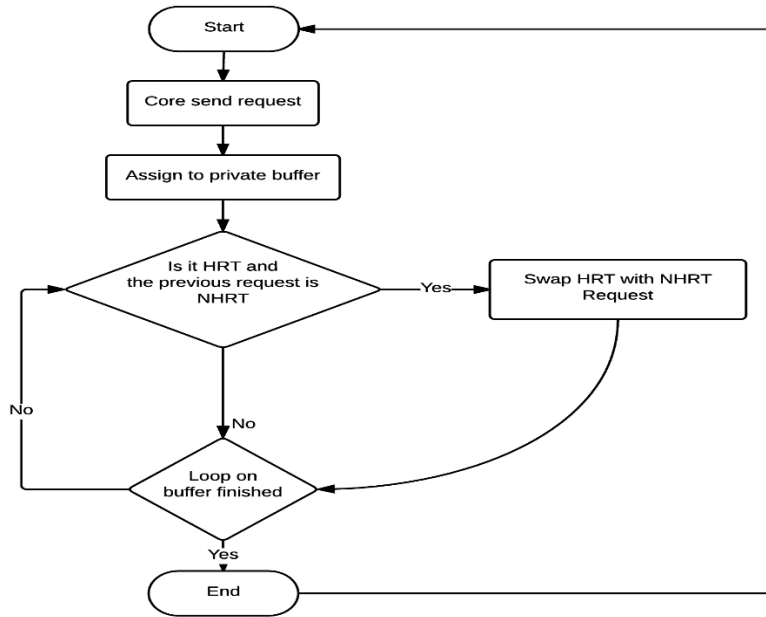 Start
Core send request
Assign to private buffer
Is it HRT and
the previous request is
NHRT
Yes
Swap HRT with NHRT
Request
No
No
Loop on
buffer finished
Yes
End